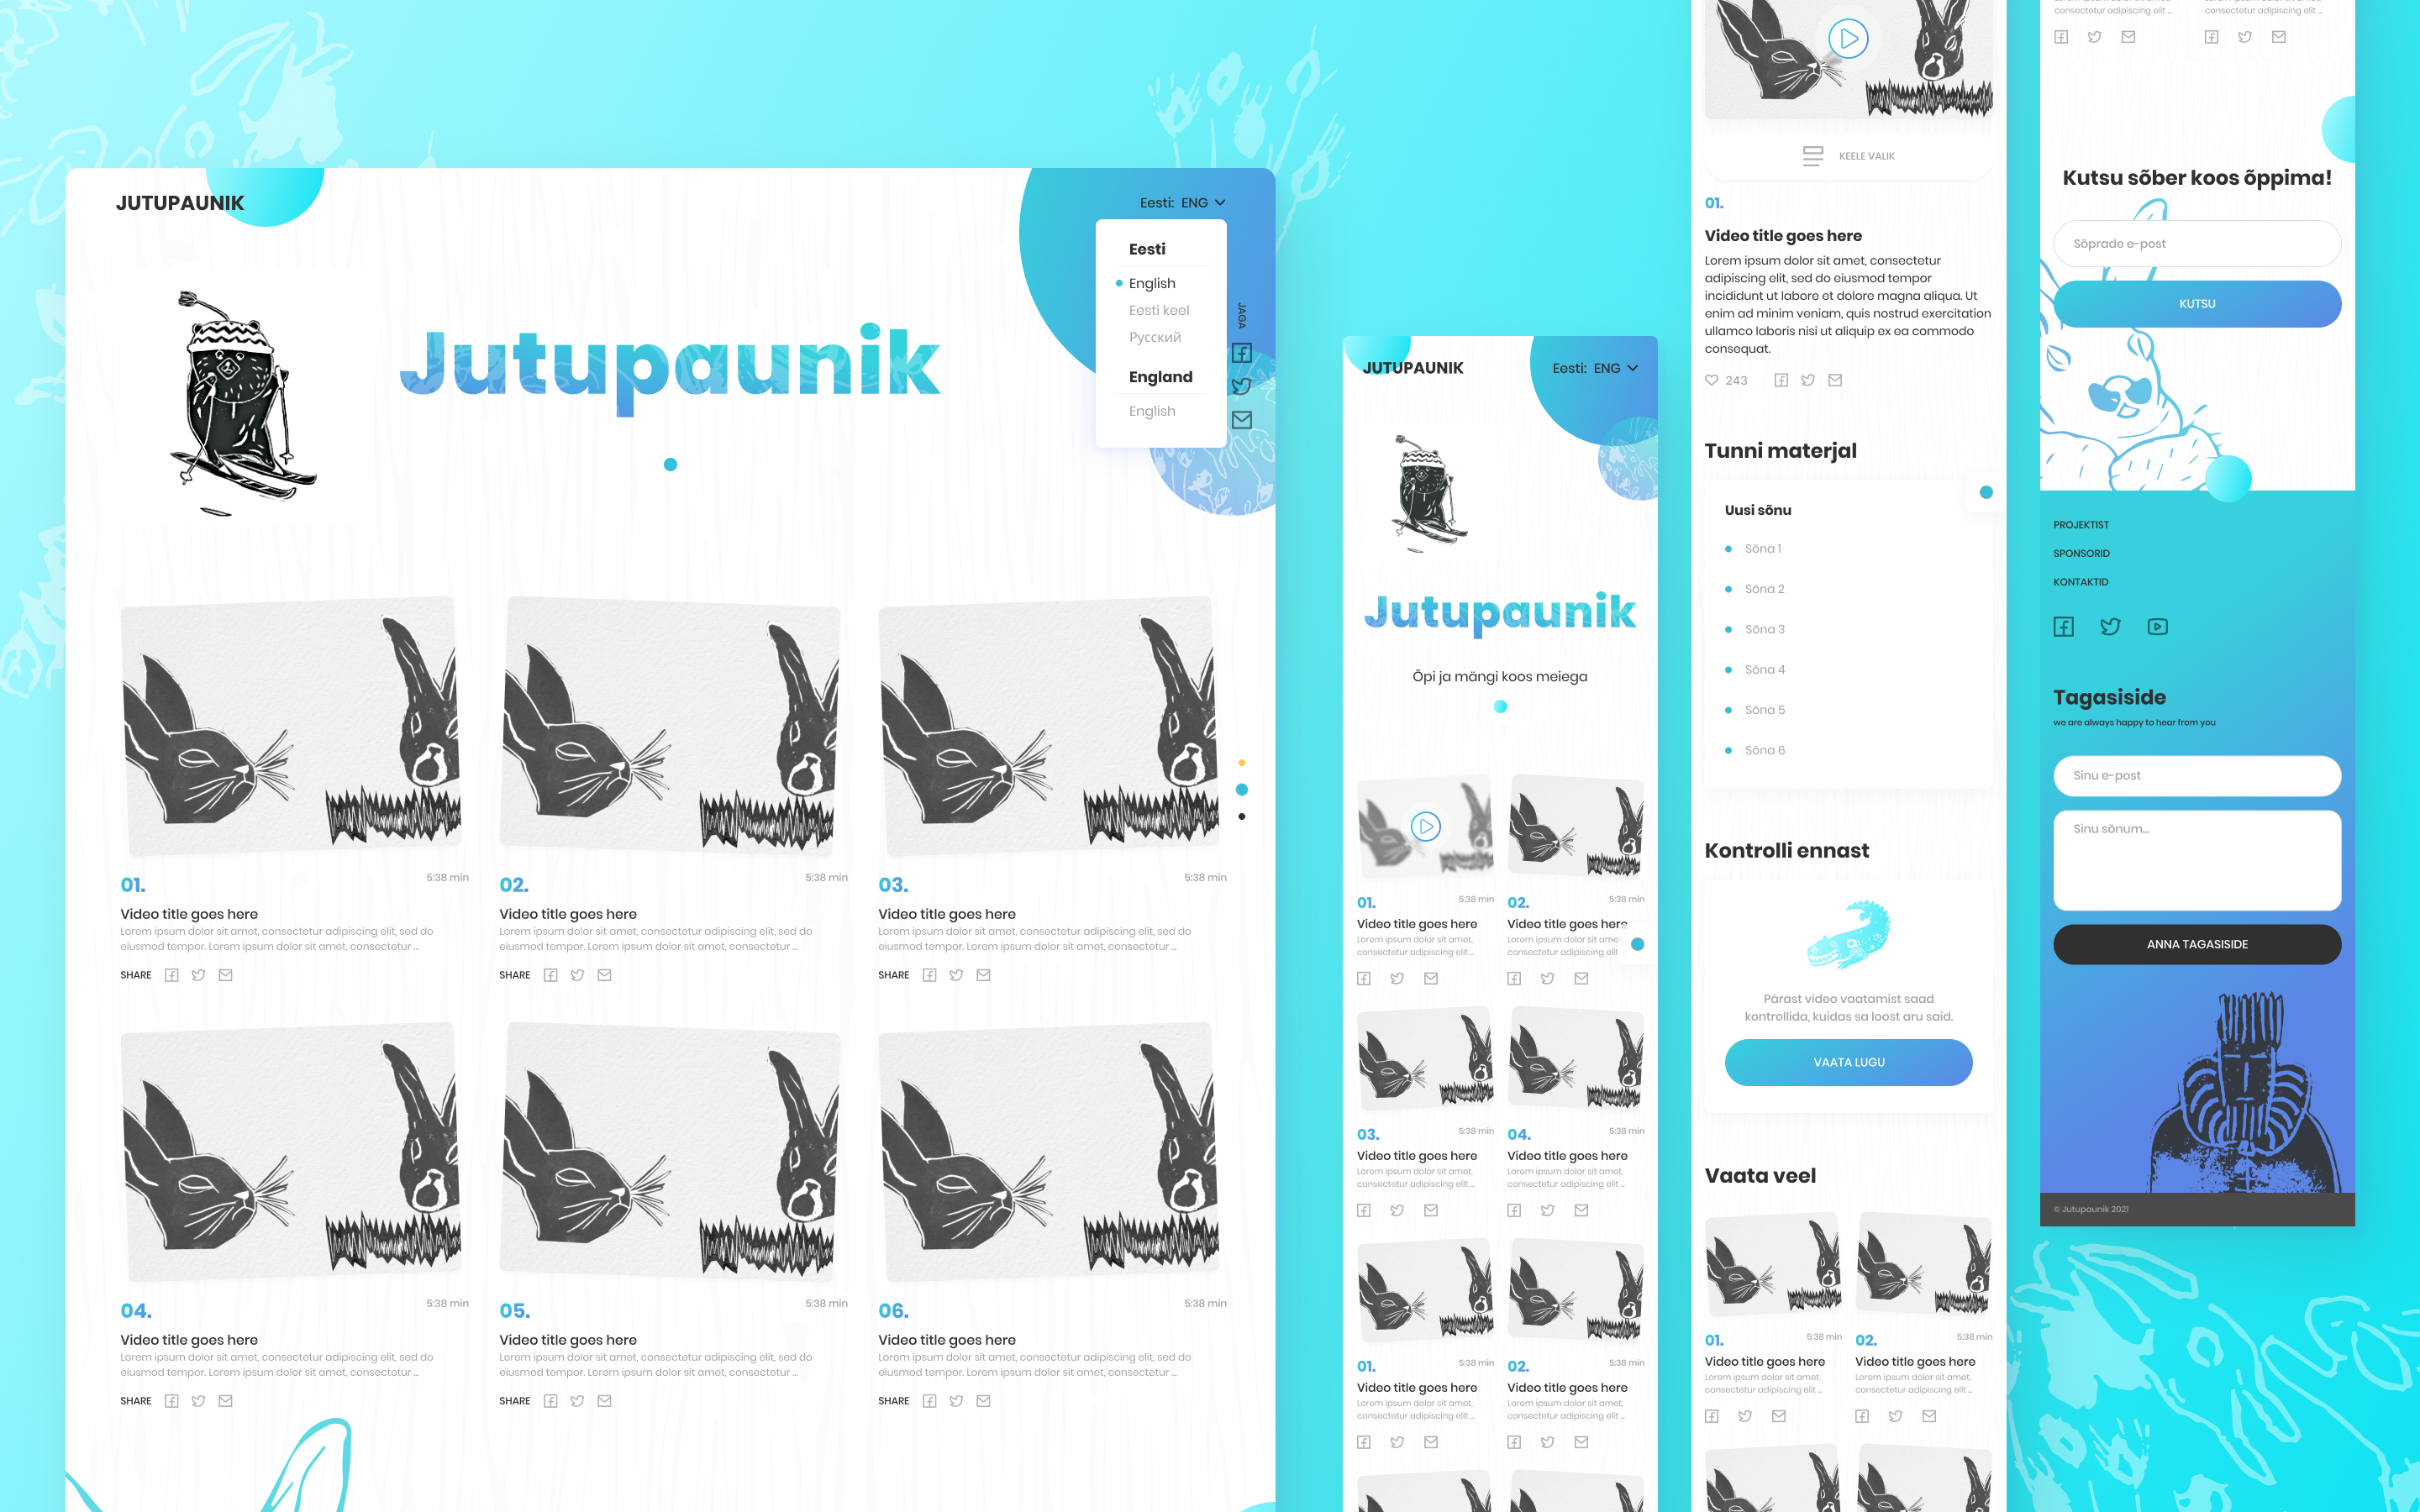 JUTUPAUNIK
Eesti: ENG
Eesti
English
Eesti keel
Русский
England
English
JAGA
Jutupaunik
01.
5:38 min
Video title goes here
Lorem ipsum dolor sit amet, consectetur adipiscing elit, sed do
eiusmod tempor. Lorem ipsum dolor sit amet, consectetur ...
SHARE
02.
5:38 min
Video title goes here
Lorem ipsum dolor sit amet, consectetur adipiscing elit, sed do
eiusmod tempor. Lorem ipsum dolor sit amet, consectetur ...
SHARE
03.
5:38 min
Video title goes here
Lorem ipsum dolor sit amet, consectetur adipiscing elit, sed do
eiusmod tempor. Lorem ipsum dolor sit amet, consectetur ...
SHARE
04.
5:38 min
Video title goes here
Lorem ipsum dolor sit amet, consectetur adipiscing elit, sed do
eiusmod tempor. Lorem ipsum dolor sit amet, consectetur ...
SHARE
05.
5:38 min
Video title goes here
Lorem ipsum dolor sit amet, consectetur adipiscing elit, sed do
eiusmod tempor. Lorem ipsum dolor sit amet, consectetur ...
SHARE
06.
5:38 min
Video title goes here
Lorem ipsum dolor sit amet, consectetur adipiscing elit, sed do
eiusmod tempor. Lorem ipsum dolor sit amet, consectetur ...
SHARE
JUTUPAUNIK
Eesti: ENG
Jutupaunik
Õpi ja mängi koos meiega
01.
5:38 min
Video title goes here
Lorem ipsum dolor sit amet,
consectetur adipiscing elit ...
02.
5:38 min
Video title goes here
Lorem ipsum dolor sit ame
consectetur adipiscing elit
03.
5:38 min
Video title goes here
Lorem ipsum dolor sit amet,
consectetur adipiscing elit ...
04.
5:38 min
Video title goes here
Lorem ipsum dolor sit amet,
consectetur adipiscing elit ...
01.
5:38 min
Video title goes here
Lorem ipsum dolor sit amet,
consectetur adipiscing elit ...
02.
5:38 min
Video title goes here
Lorem ipsum dolor sit amet,
consectetur adipiscing elit ...
KEELE VALIK
01.
Video title goes here
Lorem ipsum dolor sit amet, consectetur
adipiscing elit, sed do eiusmod tempor
incididunt ut labore et dolore magna aliqua. Ut
enim ad minim veniam, quis nostrud exercitation
ullamco laboris nisi ut aliquip ex ea commodo
consequat.
243
Tunni materjal
Uusi sõnu
Sõna 1
Sõna 2
Sõna 3
Sõna 4
Sõna 5
Sõna 6
Kontrolli ennast
Pärast video vaatamist saad
kontrollida, kuidas sa loost aru said.
VAATA LUGU
Vaata veel
01.
5:38 min
Video title goes here
Lorem ipsum dolor sit amet,
consectetur adipiscing elit ...
02.
5:38 min
Video title goes here
Lorem ipsum dolor sit amet,
consectetur adipiscing elit ...
consectetur adipiscing elit ...
consectetur adipiscing elit ...
Kutsu sõber koos õppima!
Sõprade e-post
KUTSU
PROJEKTIST
SPONSORID
KONTAKTID
Tagasiside
we are always happy to hear from you
Sinu e-post
Sinu sõnum...
ANNA TAGASISIDE
© Jutupaunik 2021